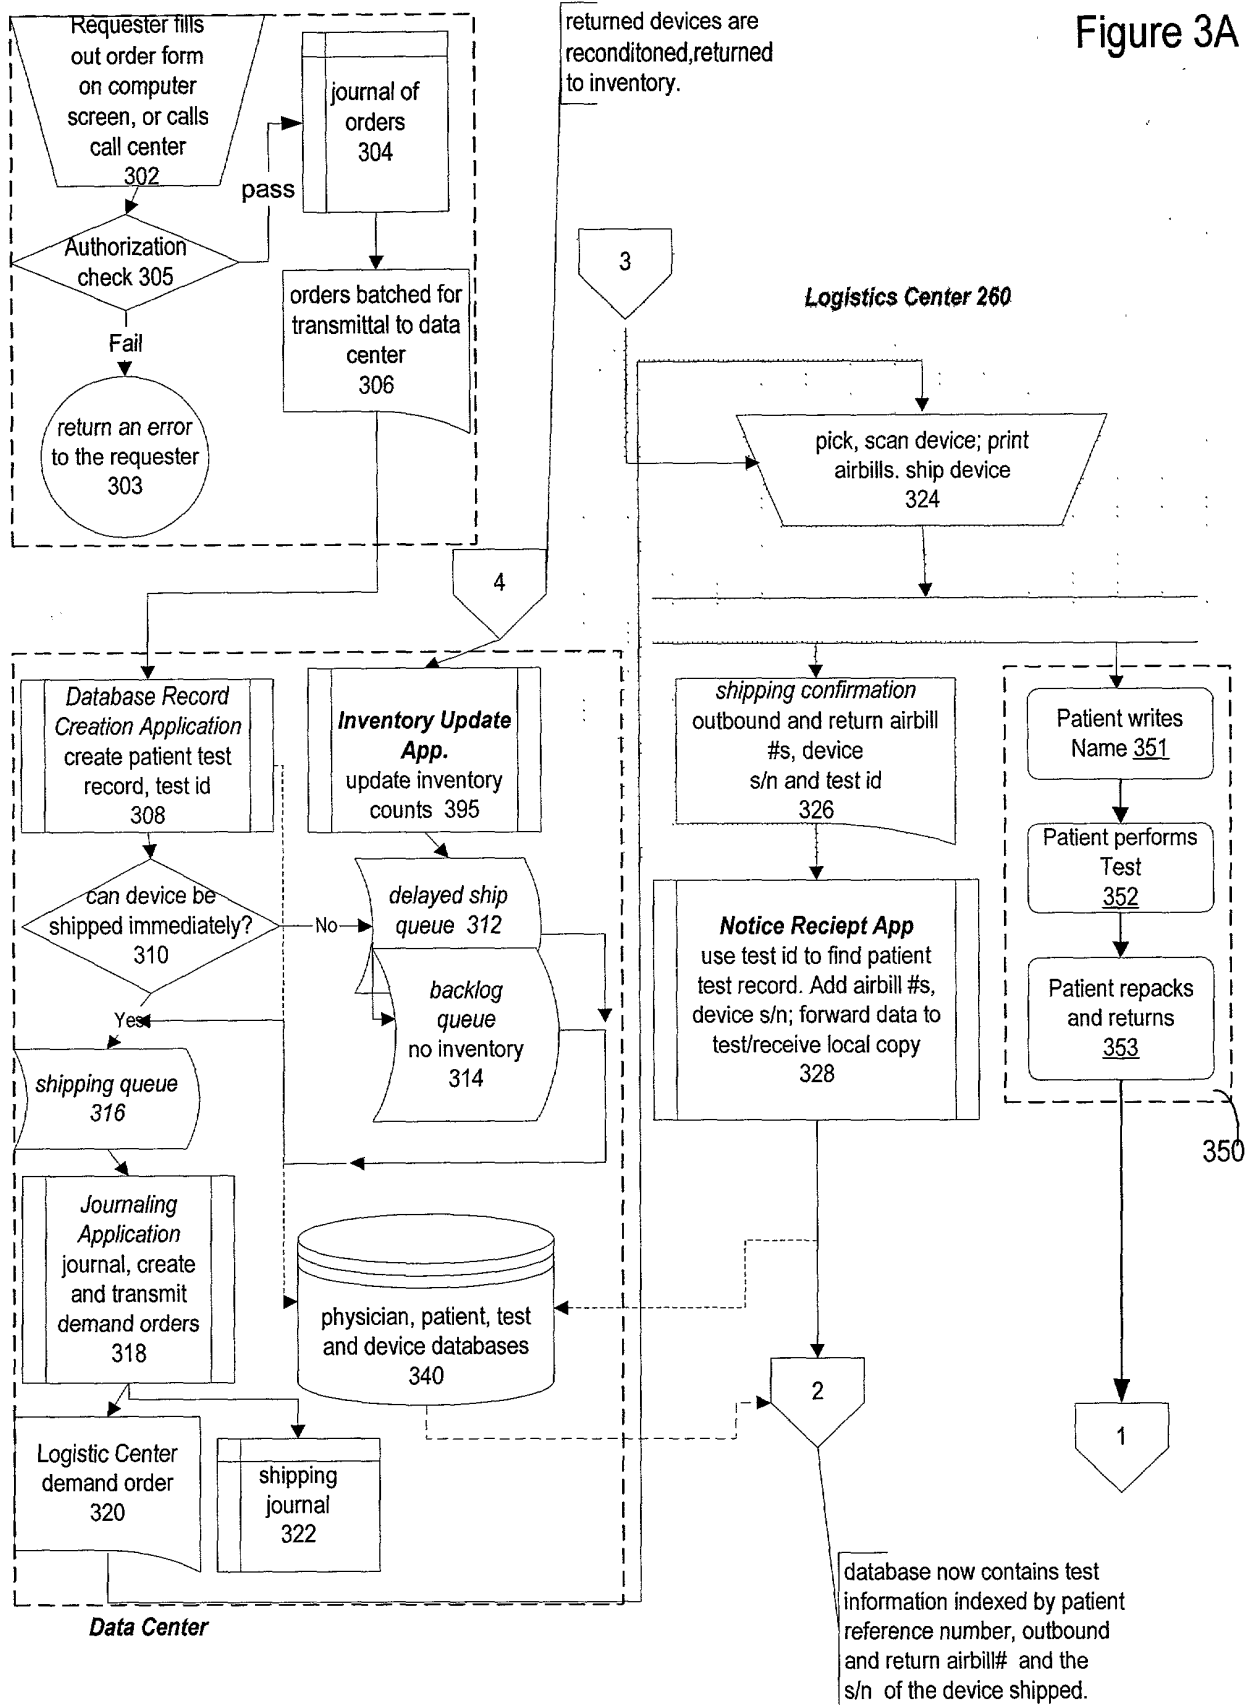 Figure 3A
Requester fills
out order form
on computer
screen, or calls
call center
302
pass
journal of
orders
304
Authorization
check 305
Fail
return an error
to the requester
303
orders batched for
transmittal to data
center
306
returned devices are
reconditoned,returned
to inventory.
3
Logistics Center 260
pick, scan device; print
airbills. ship device
324
4
Database Record
Creation Application
create patient test
record, test id
308
Inventory Update
App.
update inventory
counts 395
can device be
shipped immediately?
310
No
delayed ship
queue 312
backlog
queue
no inventory
314
Yes
shipping queue
316
Journaling
Application
journal, create
and transmit
demand orders
318
physician, patient, test
and device databases
340
Logistic Center
demand order
320
shipping
journal
322
Data Center
shipping confirmation
outbound and return airbill
#s, device
s/n and test id
326
Notice Reciept App
use test id to find patient
test record. Add airbill #s,
device s/n; forward data to
test/receive local copy
328
2
Patient writes
Name 351
Patient performs
Test
352
Patient repacks
and returns
353
350
1
database now contains test
information indexed by patient
reference number, outbound
and return airbill# and the
s/n of the device shipped.